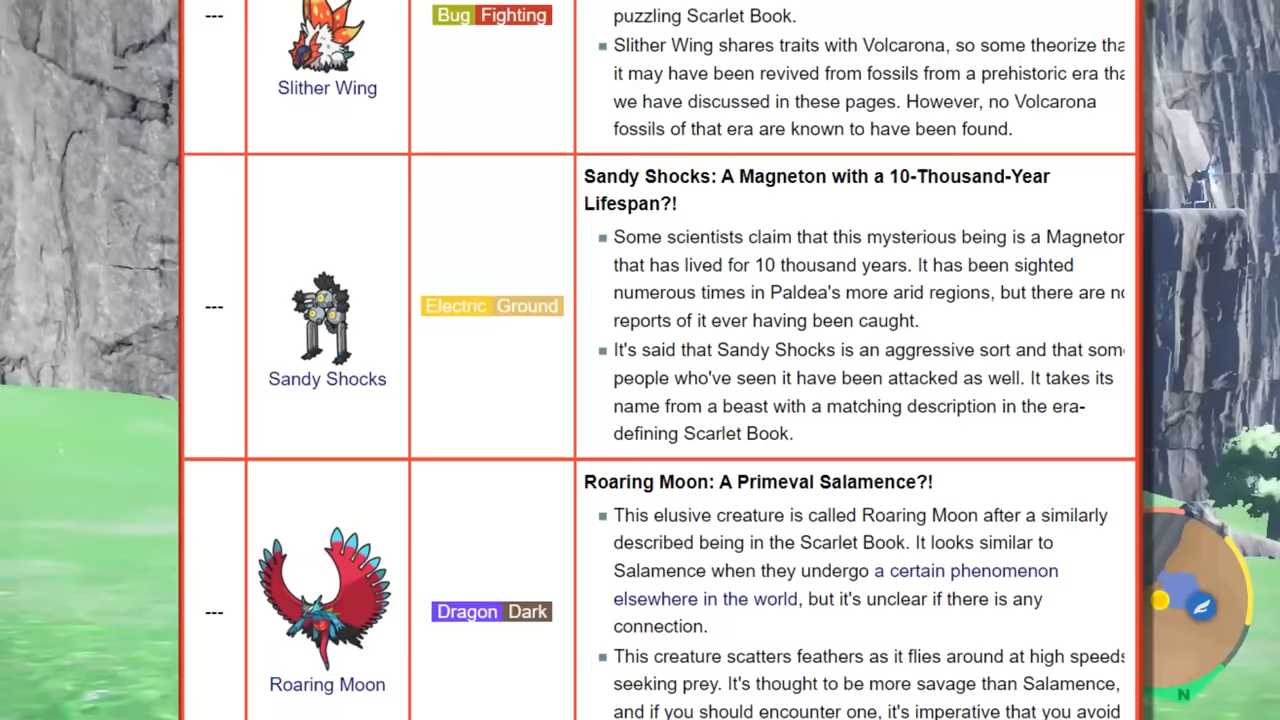 puzzling Scarlet Book.
--- Bug Fighting
Slither Wing shares traits with Volcarona, so some theorize
it may have been revived from fossils from a prehistoric era
Slither Wing
we have discussed in these pages. However, no Volcarona
fossils of that era are known to have been found.
Sandy Shocks: A Magneton with a 10-Thousand-Year
Lifespan?!
Some scientists claim that this mysterious being is a Magneton
that has lived for 10 thousand years. It has been sighted
numerous times in Paldea's more arid regions, but there are no
--- Electric Ground
reports of it ever having been caught.
It's said that Sandy Shocks is an aggressive sort and that some
Sandy Shocks
people who've seen it have been attacked as well. It takes its
name from a beast with a matching description in the era-
defining Scarlet Book.
Roaring Moon: A Primeval Salamence?!
This elusive creature is called Roaring Moon after a similarly
described being in the Scarlet Book. It looks similar to
Salamence when they undergo a certain phenomenon
elsewhere in the world, but it's unclear if there is any
--- Dragon Dark
connection.
This creature scatters feathers as it flies around at high speeds
Roaring Moon
seeking prey. It's thought to be more savage than Salamence,
and if you should encounter one, it's imperative that you avoid
N